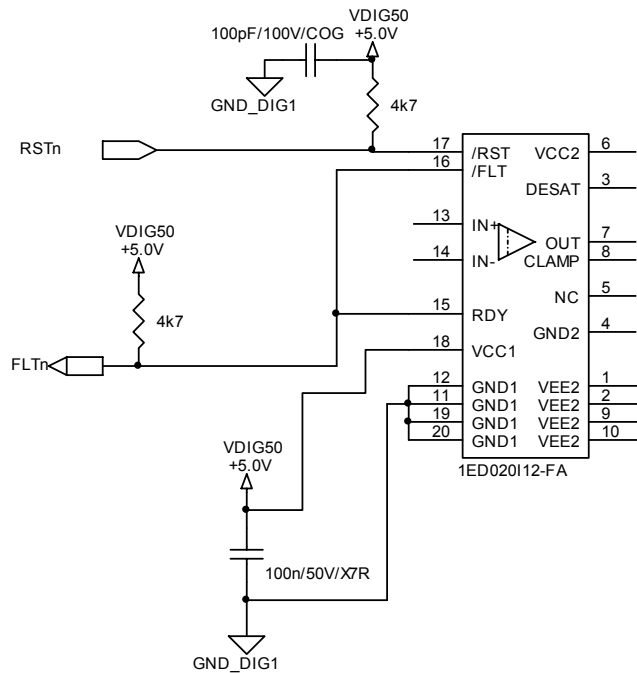 VDIG50
100pF/100V/COG
+5.0V
GND_DIG1
4k7
RSTn
17
/RST
VCC2
6
16
/FLT
DESAT
3
VDIG50
+5.0V
13
IN+
14
IN-
OUT
7
CLAMP
8
NC
5
4k7
15
RDY
GND2
4
18
VCC1
FLTn
12
GND1
VEE2
1
11
GND1
VEE2
2
19
GND1
VEE2
9
20
GND1
VEE2
10
VDIG50
+5.0V
1ED020I12-FA
100n/50V/X7R
GND_DIG1